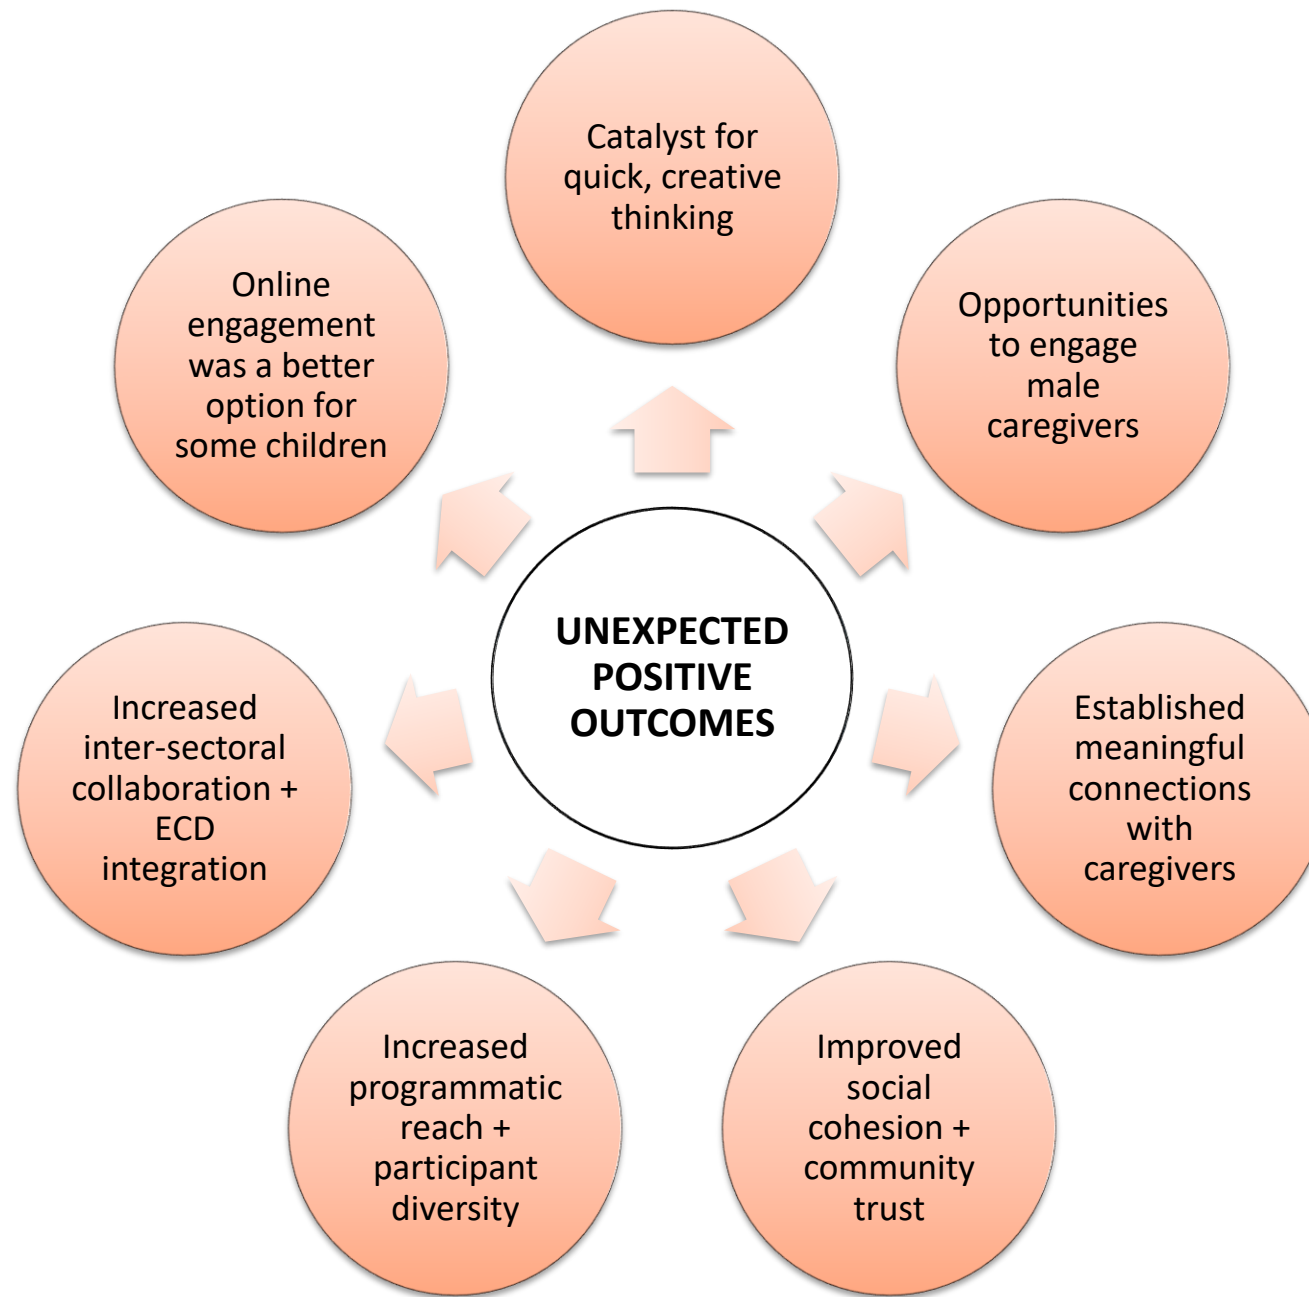 Catalyst for
quick, creative
thinking
Opportunities
to engage
male
caregivers
Established
meaningful
connections
with
caregivers
Improved
social
cohesion +
community
trust
Increased
programmatic
reach +
participant
diversity
Increased
inter-sectoral
collaboration +
ECD
integration
Online
engagement
was a better
option for
some children
UNEXPECTED
POSITIVE
OUTCOMES